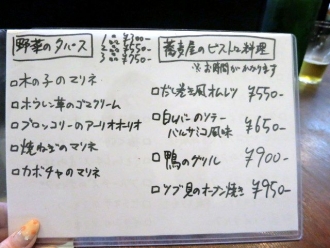 野菜のタパス
1品 ¥300-
2品 ¥550-
3品 ¥750-
□木の子のマリネ
□ホウレン草のゴマクリーム
□ブロッコリーのアーリオオーリオ
□焼ねぎのマリネ
□カボチャのマリネ
蕎麦屋のビストロ料理
※お時間かかります
□だし巻き風オムレツ ¥550-
□白レバーのソテー
バルサミコ風味 ¥650-
□鴨のグリル ¥900-
□ツブ貝のオーブン焼き ¥950-